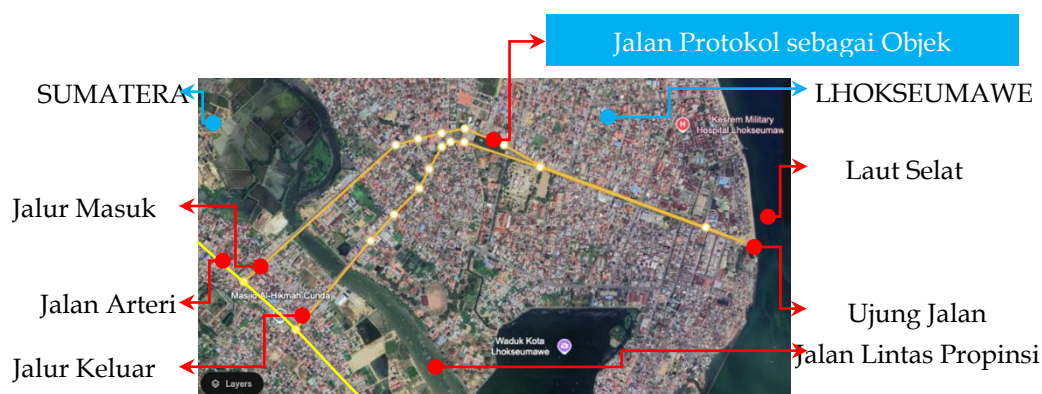 Jalan Protokol sebagai Objek
SUMATERA
LHOKSEUMAWE
Kesrem Military
Hospital Lhokseumaw
Laut Selat
Jalur Masuk
Masjid Al-Hikmah Cunda
Jalan Arteri
Ujung Jalan
Waduk Kota
Lhokseumawe
Jalan Lintas Propinsi
Jalur Keluar
Layers